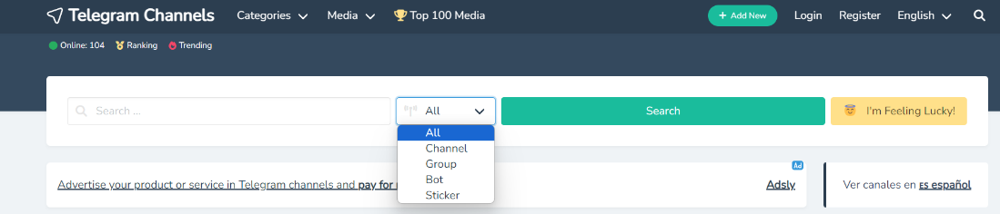 Telegram Channels Categories Media Top 100 Media + Add New Login Register English
Online: 104 Ranking Trending
Search ... All Search I'm Feeling Lucky!
All
Channel
Group
Bot
Sticker
Ad
Advertise your product or service in Telegram channels and pay for Adsly Ver canales en ES español